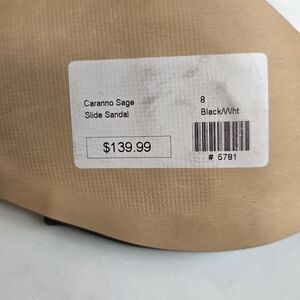 Caranno Sage 8
Slide Sandal Black/Wht
$139.99
# 5781